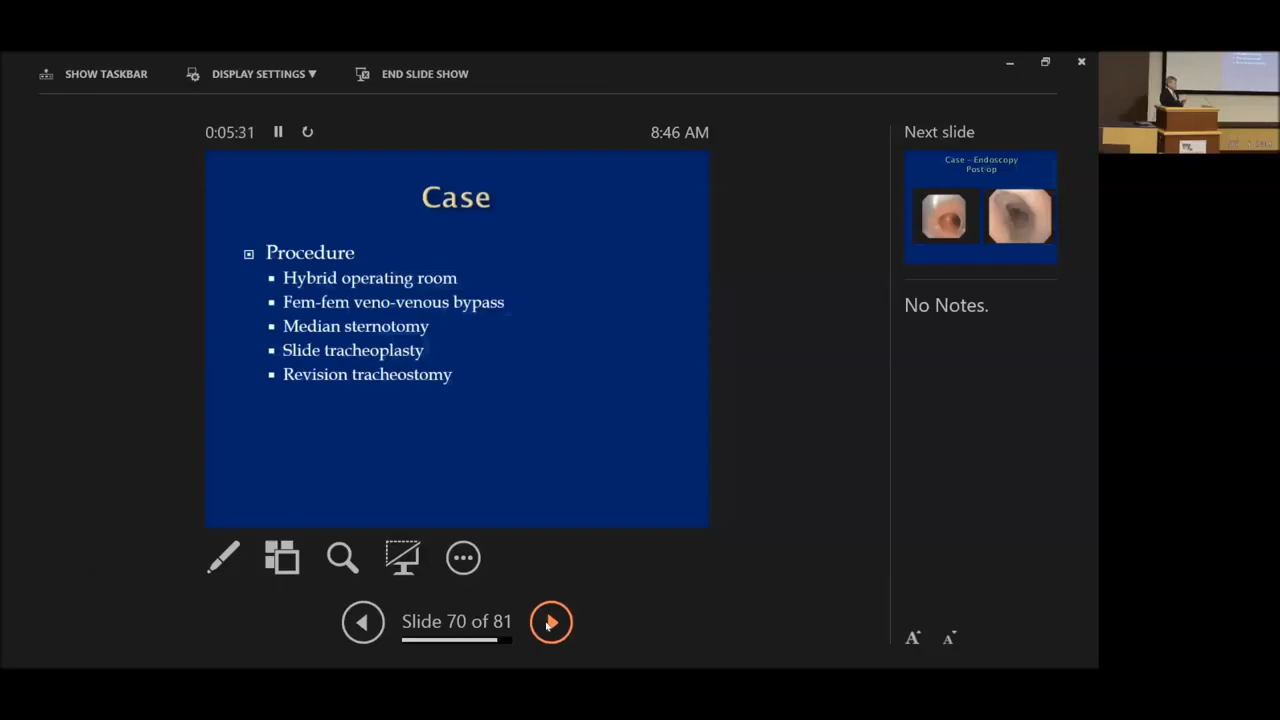 SHOW TASKBAR
DISPLAY SETTINGS ▼
END SLIDE SHOW
0:05:31
8:46 AM
Case
Procedure
Hybrid operating room
Fem-fem veno-venous bypass
Median sternotomy
Slide tracheoplasty
Revision tracheostomy
Slide 70 of 81
Next slide
Case – Endoscopy
Post op
No Notes.
A
A